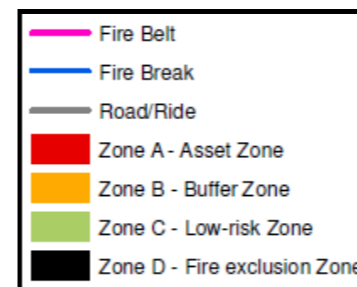 Fire Belt
Fire Break
Road/Ride
Zone A - Asset Zone
Zone B - Buffer Zone
Zone C - Low-risk Zone
Zone D - Fire exclusion Zone